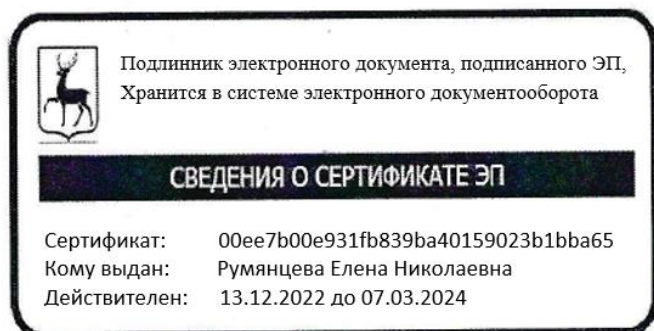 Подлинник электронного документа, подписанного ЭП,
Хранится в системе электронного документооборота
СВЕДЕНИЯ О СЕРТИФИКАТЕ ЭП
Сертификат: 00ee7b00e931fb839ba40159023b1bba65
Кому выдан: Румянцева Елена Николаевна
Действителен: 13.12.2022 до 07.03.2024